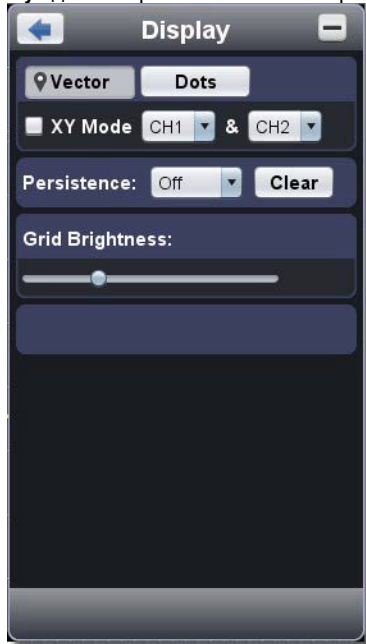 Display
Vector Dots
XY Mode CH1 & CH2
Persistence: Off Clear
Grid Brightness: